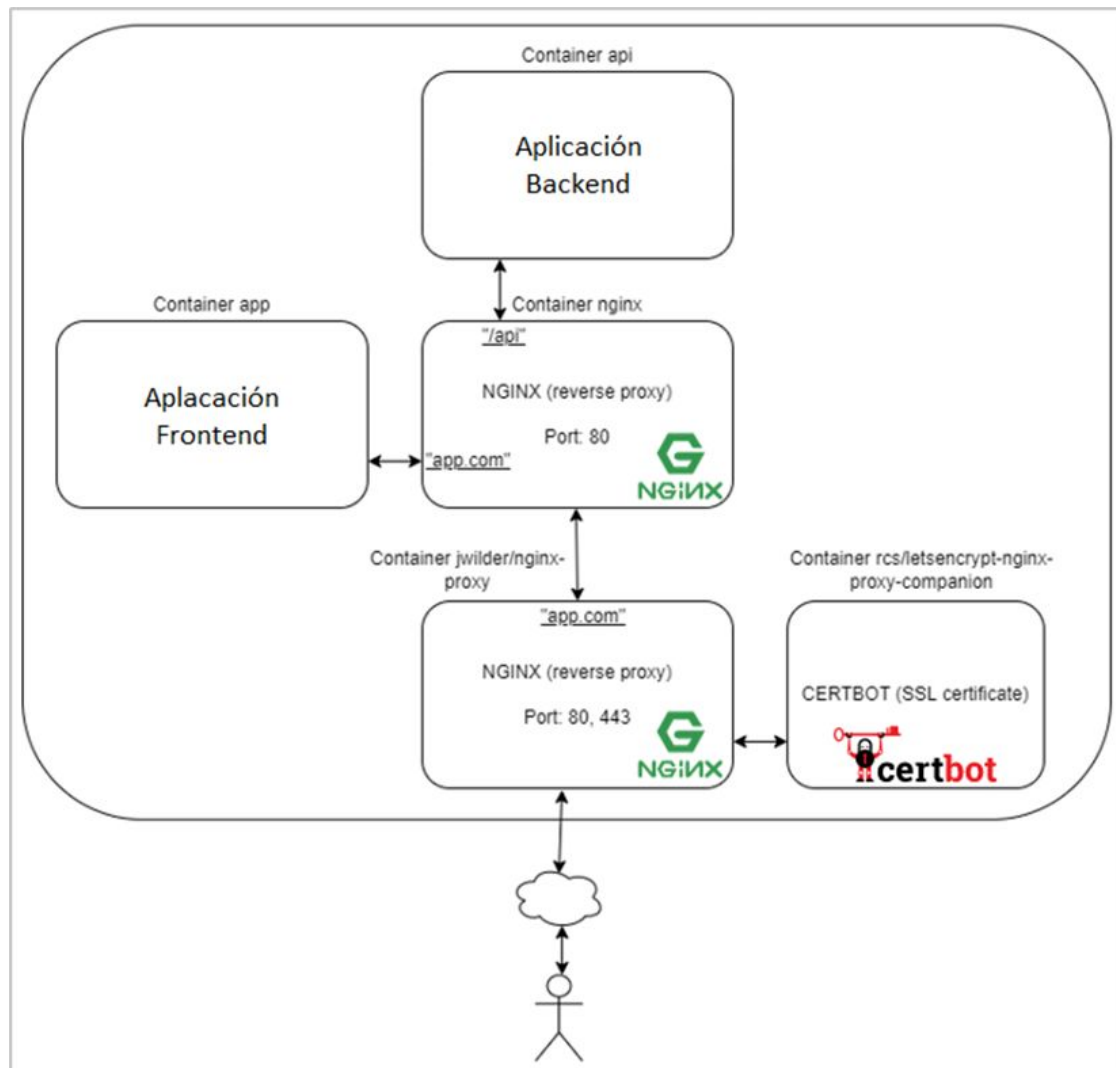 Container api
Aplicación
Backend
Container app
Container nginx
"/api"
Aplacación
Frontend
NGINX (reverse proxy)
Port: 80
"app.com"
NGINX
Container jwilder/nginx-
proxy
Container rcs/letsencrypt-nginx-
proxy-companion
"app.com"
NGINX (reverse proxy)
Port: 80, 443
NGINX
CERTBOT (SSL certificate)
certbot